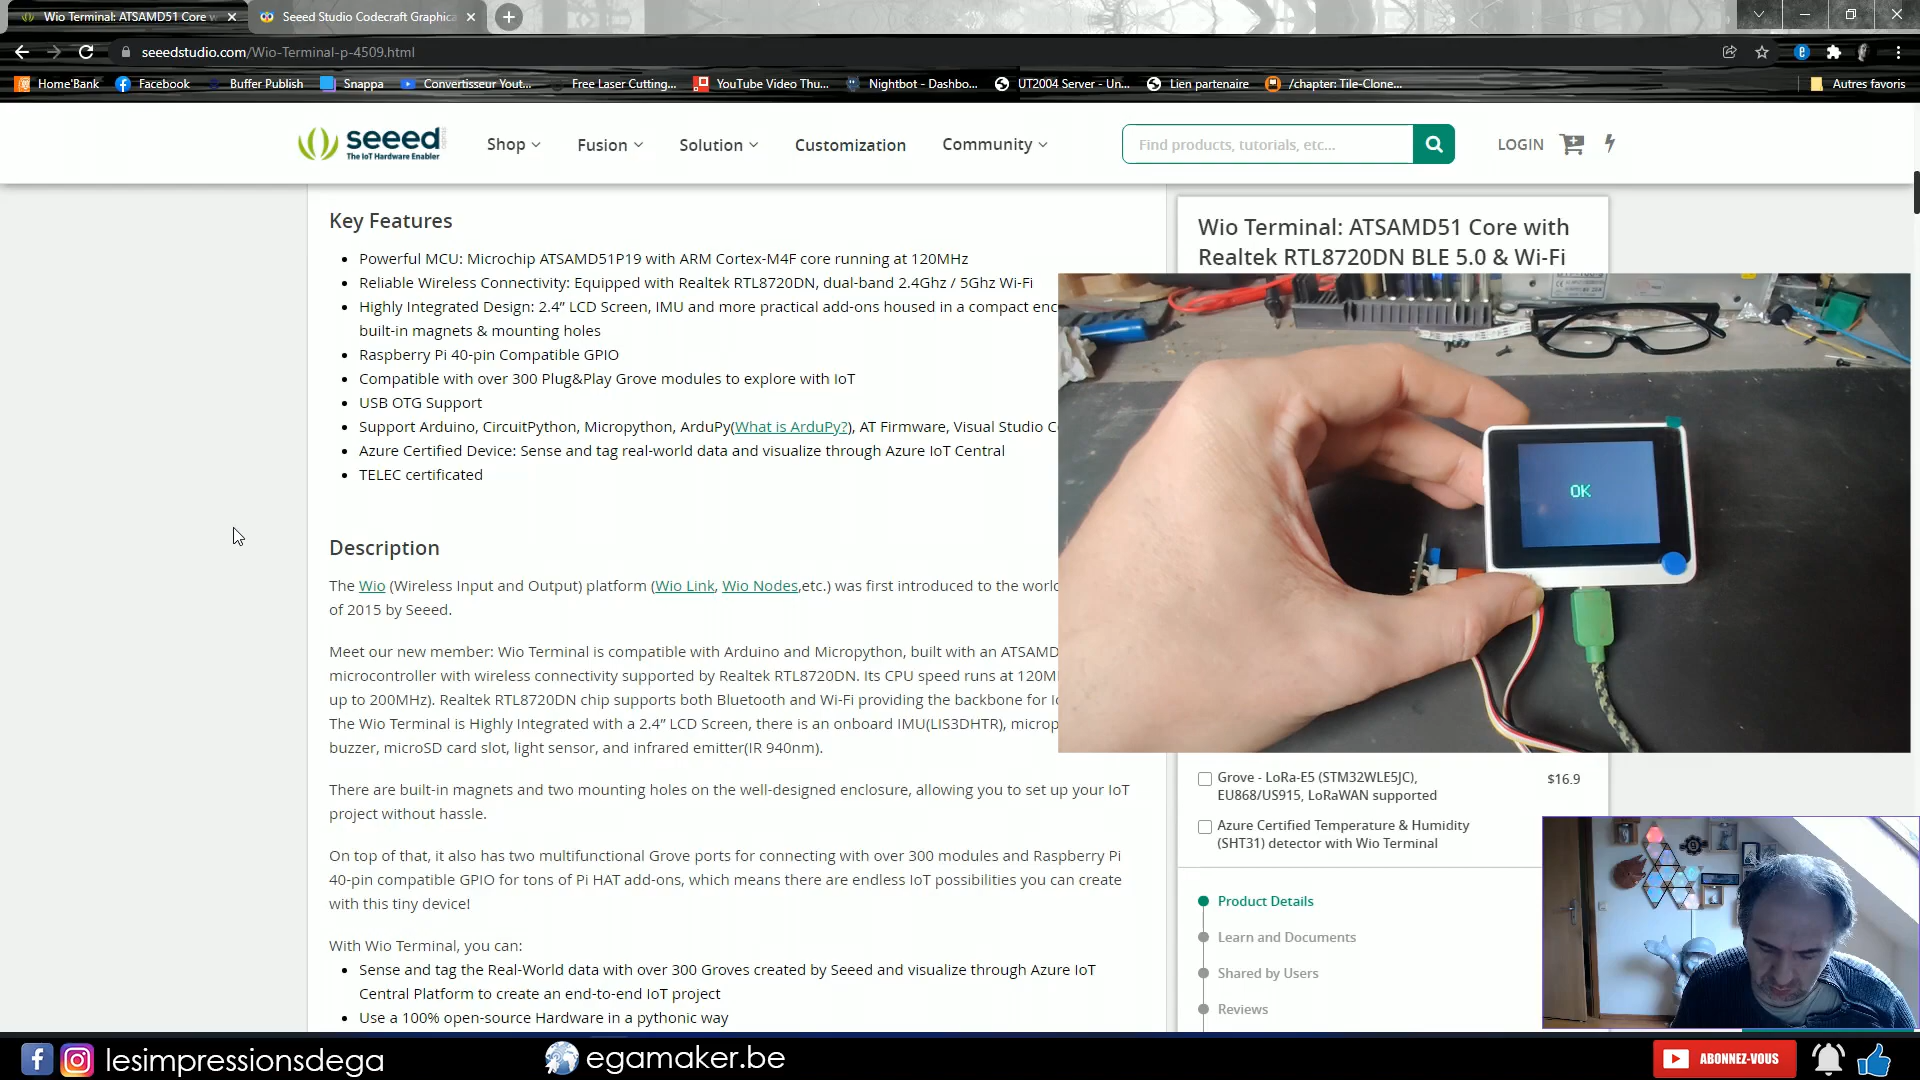 Wio Terminal: ATSAMD51 Core w
Seeed Studio Codecraft Graphica
seeedstudio.com/Wio-Terminal-p-4509.html
Home'Bank
Facebook
Buffer Publish
Snappa
Convertisseur Yout...
Free Laser Cutting...
YouTube Video Thu...
Nightbot - Dashbo...
UT2004 Server - Un...
Lien partenaire
/chapter: Tile-Clone...
Autres favoris
seeed
The IoT Hardware Enabler
Shop
Fusion
Solution
Customization
Community
Find products, tutorials, etc...
LOGIN
Key Features
Powerful MCU: Microchip ATSAMD51P19 with ARM Cortex-M4F core running at 120MHz
Reliable Wireless Connectivity: Equipped with Realtek RTL8720DN, dual-band 2.4Ghz / 5Ghz Wi-Fi
Highly Integrated Design: 2.4” LCD Screen, IMU and more practical add-ons housed in a compact enc
built-in magnets & mounting holes
Raspberry Pi 40-pin Compatible GPIO
Compatible with over 300 Plug&Play Grove modules to explore with IoT
USB OTG Support
Support Arduino, CircuitPython, Micropython, ArduPy(What is ArduPy?), AT Firmware, Visual Studio C
Azure Certified Device: Sense and tag real-world data and visualize through Azure IoT Central
TELEC certificated
Description
The Wio (Wireless Input and Output) platform (Wio Link, Wio Nodes,etc.) was first introduced to the world
of 2015 by Seeed.
Meet our new member: Wio Terminal is compatible with Arduino and Micropython, built with an ATSAMD
microcontroller with wireless connectivity supported by Realtek RTL8720DN. Its CPU speed runs at 120M
up to 200MHz). Realtek RTL8720DN chip supports both Bluetooth and Wi-Fi providing the backbone for I
The Wio Terminal is Highly Integrated with a 2.4” LCD Screen, there is an onboard IMU(LIS3DHTR), microp
buzzer, microSD card slot, light sensor, and infrared emitter(IR 940nm).
There are built-in magnets and two mounting holes on the well-designed enclosure, allowing you to set up your IoT
project without hassle.
On top of that, it also has two multifunctional Grove ports for connecting with over 300 modules and Raspberry Pi
40-pin compatible GPIO for tons of Pi HAT add-ons, which means there are endless IoT possibilities you can create
with this tiny device!
With Wio Terminal, you can:
Sense and tag the Real-World data with over 300 Groves created by Seeed and visualize through Azure IoT
Central Platform to create an end-to-end IoT project
Use a 100% open-source Hardware in a pythonic way
Wio Terminal: ATSAMD51 Core with
Realtek RTL8720DN BLE 5.0 & Wi-Fi
OK
Grove - LoRa-E5 (STM32WLE5JC),
EU868/US915, LoRaWAN supported
$16.9
Azure Certified Temperature & Humidity
(SHT31) detector with Wio Terminal
Product Details
Learn and Documents
Shared by Users
Reviews
lesimpressionsdega
egamaker.be
ABONNEZ-VOUS